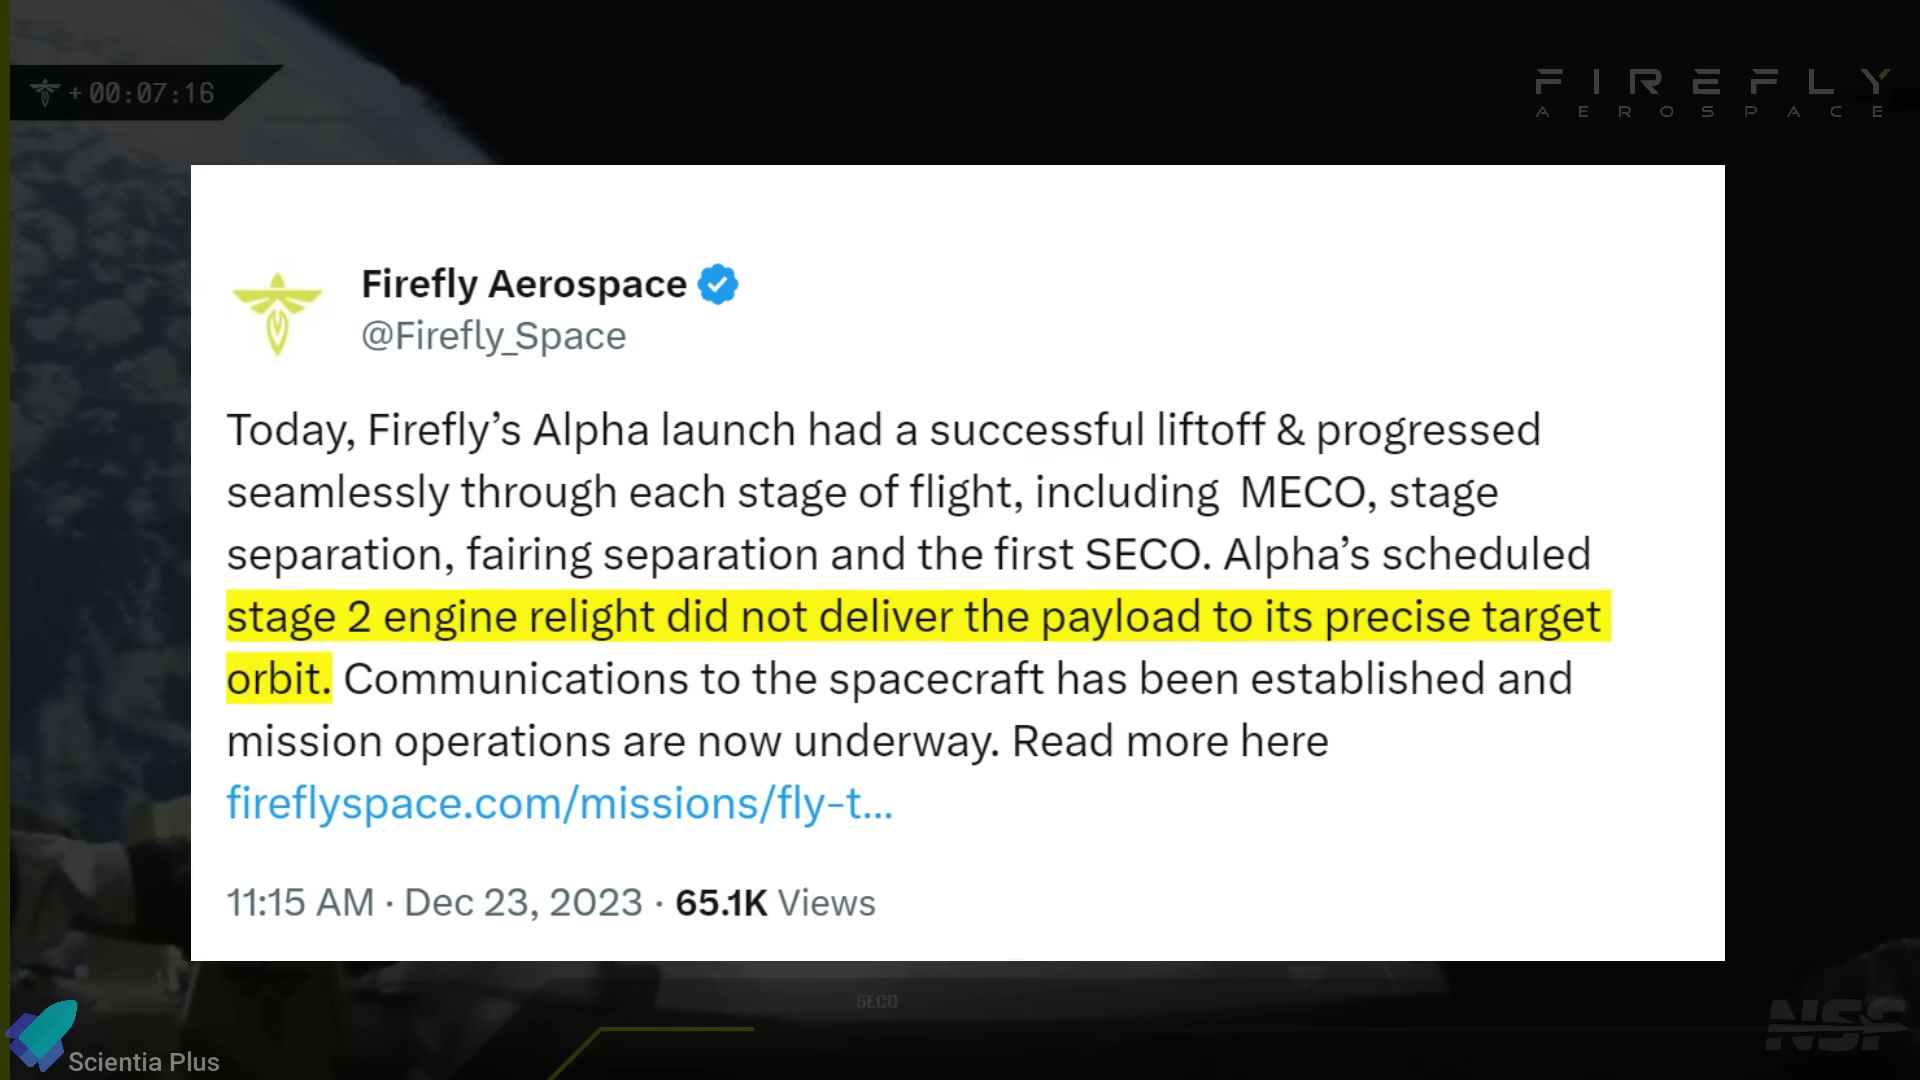 + 00:07:16
FIREFLY
AEROSPACE
Firefly Aerospace
@Firefly_Space
Today, Firefly’s Alpha launch had a successful liftoff & progressed
seamlessly through each stage of flight, including MECO, stage
separation, fairing separation and the first SECO. Alpha’s scheduled
stage 2 engine relight did not deliver the payload to its precise target
orbit. Communications to the spacecraft has been established and
mission operations are now underway. Read more here
fireflyspace.com/missions/fly-t...
11:15 AM · Dec 23, 2023 · 65.1K Views
SECO
NSF
Scientia Plus